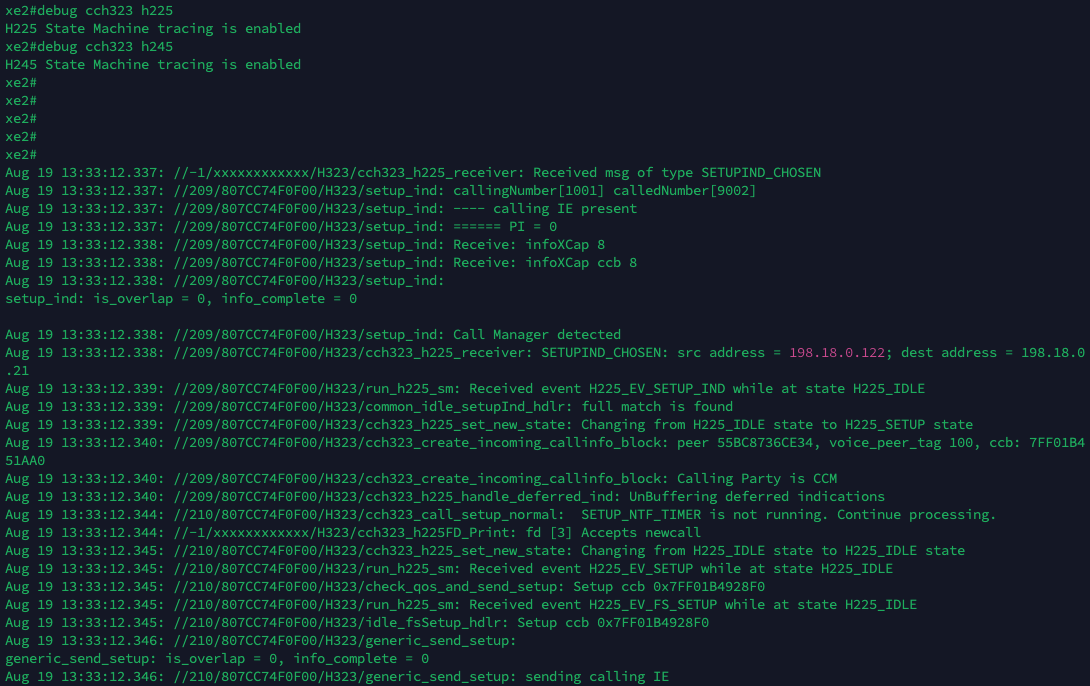 xe2#debug cch323 h225
H225 State Machine tracing is enabled
xe2#debug cch323 h245
H245 State Machine tracing is enabled
xe2#
xe2#
xe2#
xe2#
xe2#
Aug 19 13:33:12.337: //-1/xxxxxxxxxxxx/H323/cch323_h225_receiver: Received msg of type SETUPIND_CHOSEN
Aug 19 13:33:12.337: //209/807CC74F0F00/H323/setup_ind: callingNumber[1001] calledNumber[9002]
Aug 19 13:33:12.337: //209/807CC74F0F00/H323/setup_ind: ---- calling IE present
Aug 19 13:33:12.337: //209/807CC74F0F00/H323/setup_ind: ====== PI = 0
Aug 19 13:33:12.338: //209/807CC74F0F00/H323/setup_ind: Receive: infoXCap 8
Aug 19 13:33:12.338: //209/807CC74F0F00/H323/setup_ind: Receive: infoXCap ccb 8
Aug 19 13:33:12.338: //209/807CC74F0F00/H323/setup_ind:
setup_ind: is_overlap = 0, info_complete = 0
Aug 19 13:33:12.338: //209/807CC74F0F00/H323/setup_ind: Call Manager detected
Aug 19 13:33:12.338: //209/807CC74F0F00/H323/cch323_h225_receiver: SETUPIND_CHOSEN: src address = 198.18.0.122; dest address = 198.18.0
.21
Aug 19 13:33:12.339: //209/807CC74F0F00/H323/run_h225_sm: Received event H225_EV_SETUP_IND while at state H225_IDLE
Aug 19 13:33:12.339: //209/807CC74F0F00/H323/common_idle_setupInd_hdlr: full match is found
Aug 19 13:33:12.339: //209/807CC74F0F00/H323/cch323_h225_set_new_state: Changing from H225_IDLE state to H225_SETUP state
Aug 19 13:33:12.340: //209/807CC74F0F00/H323/cch323_create_incoming_callinfo_block: peer 55BC8736CE34, voice_peer_tag 100, ccb: 7FF01B4
51AA0
Aug 19 13:33:12.340: //209/807CC74F0F00/H323/cch323_create_incoming_callinfo_block: Calling Party is CCM
Aug 19 13:33:12.340: //209/807CC74F0F00/H323/cch323_h225_handle_deferred_ind: UnBuffering deferred indications
Aug 19 13:33:12.344: //210/807CC74F0F00/H323/cch323_call_setup_normal:  SETUP_NTF_TIMER is not running. Continue processing.
Aug 19 13:33:12.344: //-1/xxxxxxxxxxxx/H323/cch323_h225FD_Print: fd [3] Accepts newcall
Aug 19 13:33:12.345: //210/807CC74F0F00/H323/cch323_h225_set_new_state: Changing from H225_IDLE state to H225_IDLE state
Aug 19 13:33:12.345: //210/807CC74F0F00/H323/run_h225_sm: Received event H225_EV_SETUP while at state H225_IDLE
Aug 19 13:33:12.345: //210/807CC74F0F00/H323/check_qos_and_send_setup: Setup ccb 0x7FF01B4928F0
Aug 19 13:33:12.345: //210/807CC74F0F00/H323/run_h225_sm: Received event H225_EV_FS_SETUP while at state H225_IDLE
Aug 19 13:33:12.345: //210/807CC74F0F00/H323/idle_fsSetup_hdlr: Setup ccb 0x7FF01B4928F0
Aug 19 13:33:12.346: //210/807CC74F0F00/H323/generic_send_setup:
generic_send_setup: is_overlap = 0, info_complete = 0
Aug 19 13:33:12.346: //210/807CC74F0F00/H323/generic_send_setup: sending calling IE